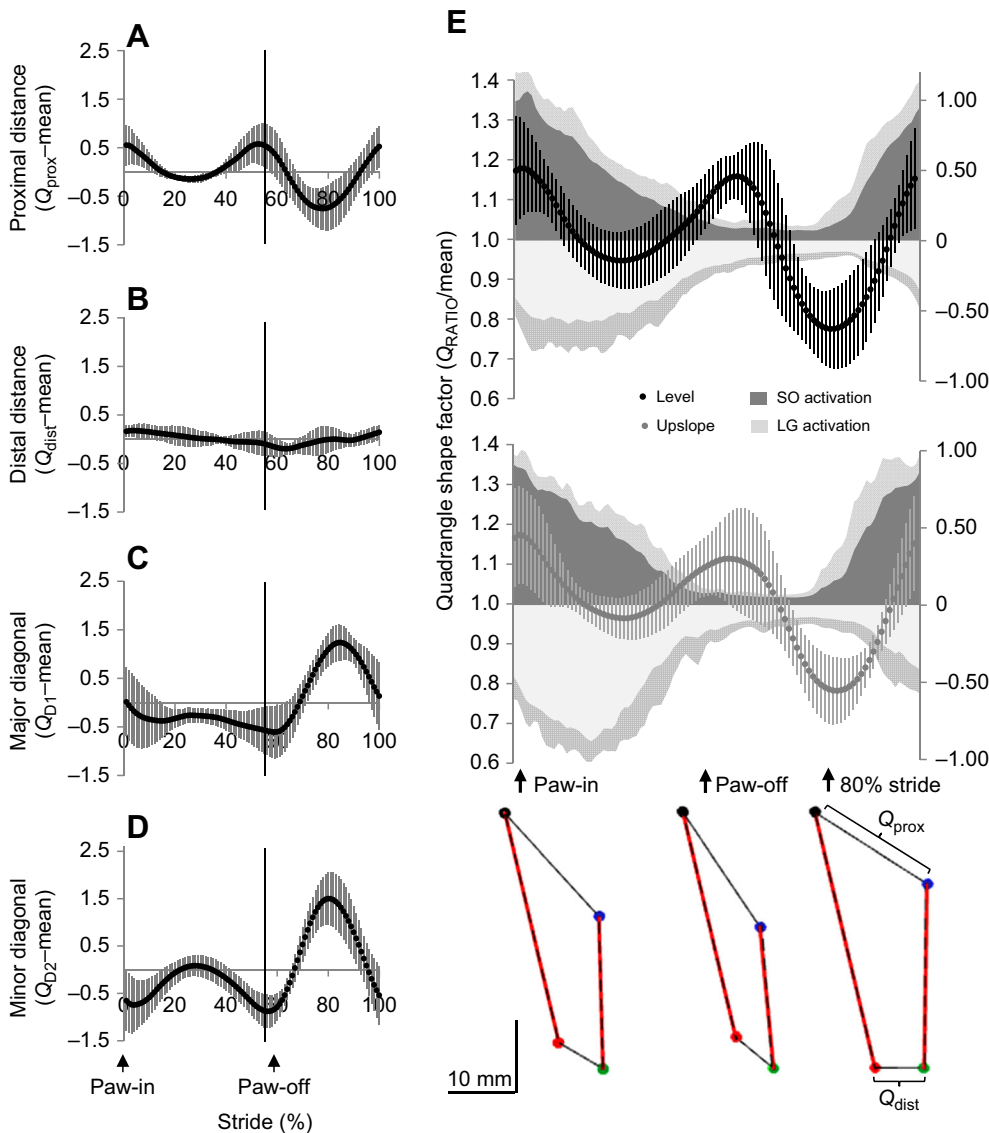 A
Proximal distance
(Qprox–mean)
2.5
1.5
0.5
–0.5
–1.5
0 20 40 60 80 100
B
Distal distance
(Qdist–mean)
2.5
1.5
0.5
–0.5
–1.5
0 20 40 60 80 100
C
Major diagonal
(QD1–mean)
2.5
1.5
0.5
–0.5
–1.5
0 20 40 60 80 100
D
Minor diagonal
(QD2–mean)
2.5
1.5
0.5
–0.5
–1.5
0 20 40 60 80 100
Paw-in Paw-off
Stride (%)
E
Quadrangle shape factor (QRATIO/mean)
1.4
1.3
1.2
1.1
1.0
0.9
0.8
0.7
0.6
1.00
0.50
0
–0.50
–1.00
Level
SO activation
Upslope
LG activation
1.4
1.3
1.2
1.1
1.0
0.9
0.8
0.7
0.6
1.00
0.50
0
–0.50
–1.00
Paw-in Paw-off 80% stride
Qprox
Qdist
10 mm